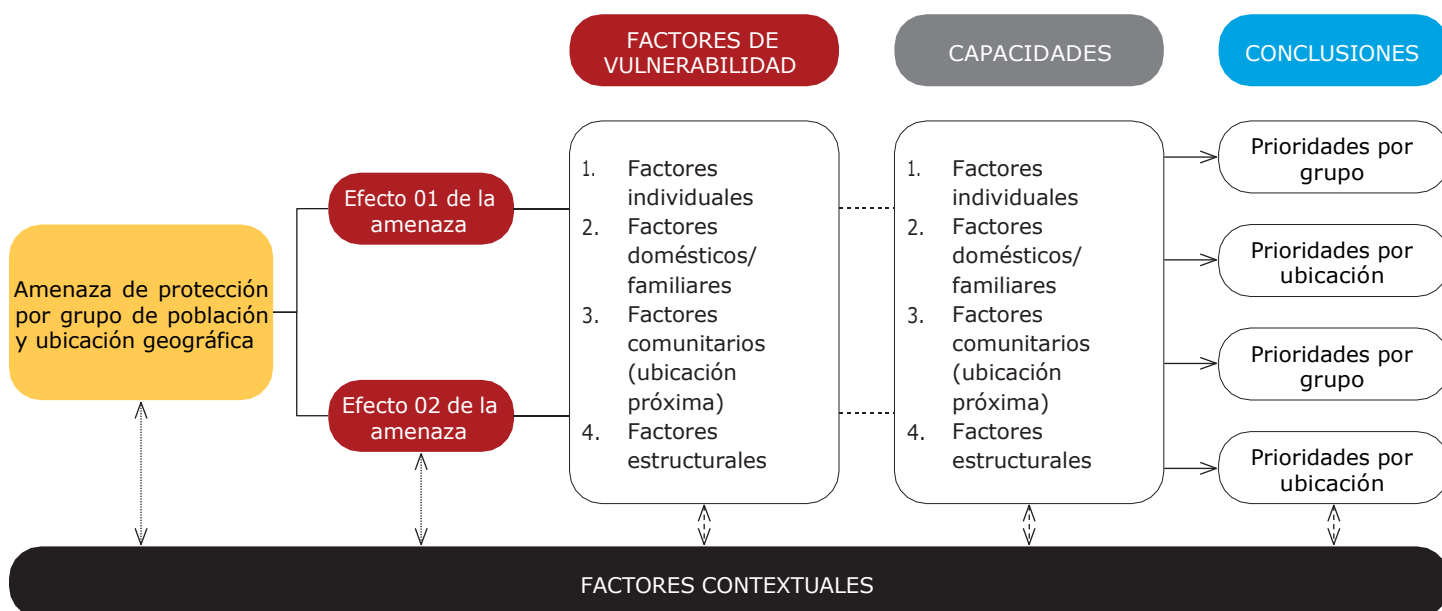 FACTORES DE
VULNERABILIDAD
CAPACIDADES
CONCLUSIONES
Amenaza de protección
por grupo de población
y ubicación geográfica
Efecto 01 de la
amenaza
Efecto 02 de la
amenaza
1. Factores
individuales
2. Factores
domésticos/
familiares
3. Factores
comunitarios
(ubicación
próxima)
4. Factores
estructurales
1. Factores
individuales
2. Factores
domésticos/
familiares
3. Factores
comunitarios
(ubicación
próxima)
4. Factores
estructurales
Prioridades por
grupo
Prioridades por
ubicación
Prioridades por
grupo
Prioridades por
ubicación
FACTORES CONTEXTUALES